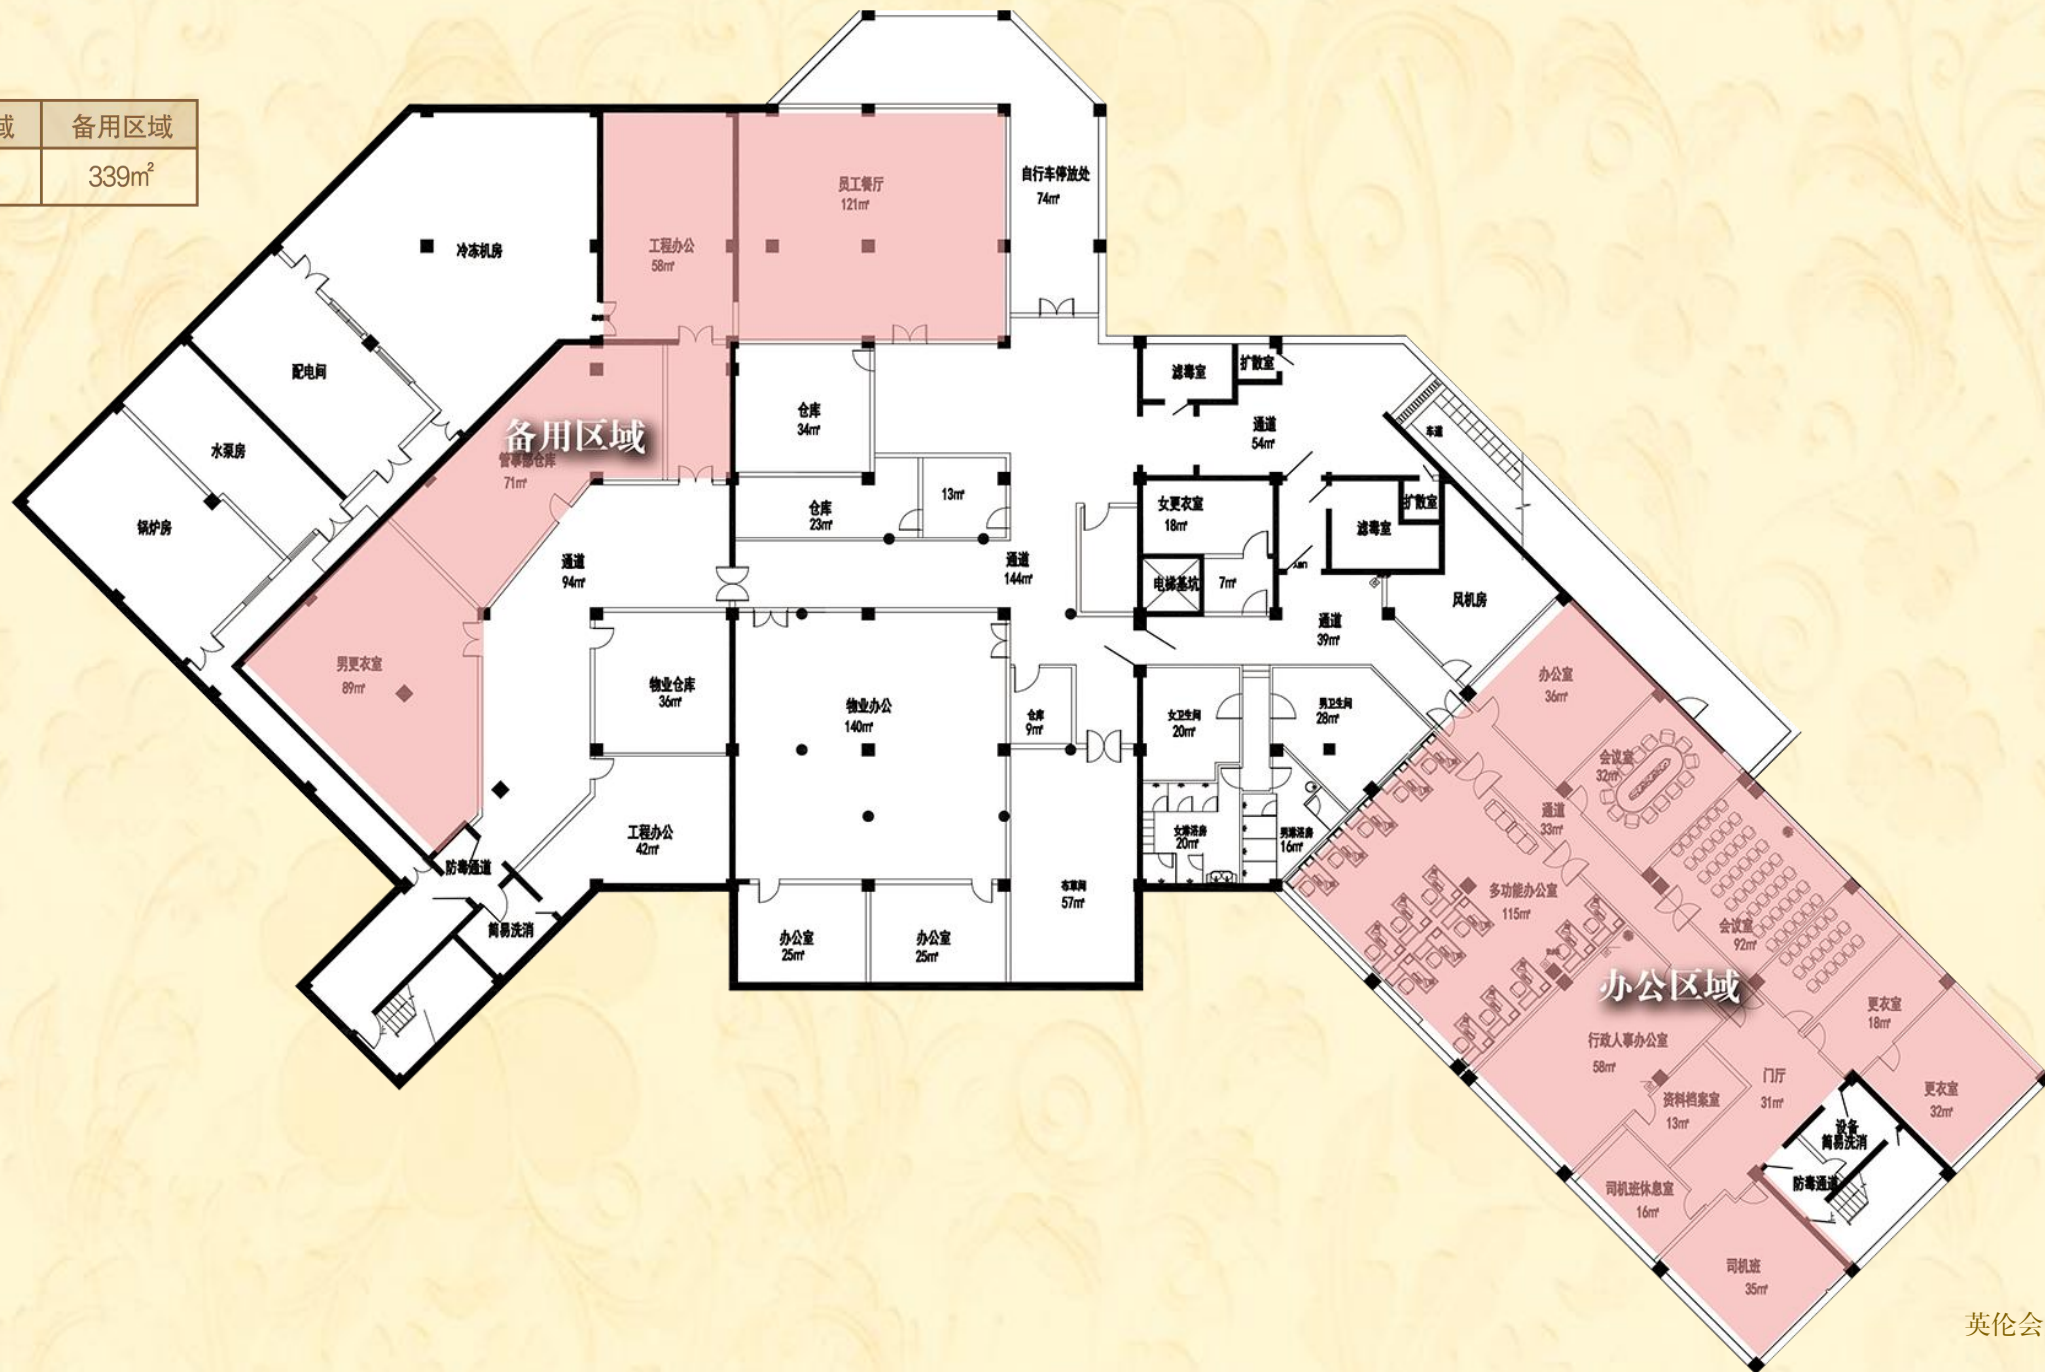 域
备用区域
339㎡
员工餐厅
121㎡
自行车停放处
74㎡
工程办公
58㎡
冷冻机房
配电间
水泵房
锅炉房
备用区域
管事部仓库
71㎡
仓库
34㎡
仓库
23㎡
13㎡
滤毒室
扩散室
通道
54㎡
车道
女更衣室
18㎡
扩散室
滤毒室
电梯基坑
7㎡
通道
94㎡
通道
144㎡
风机房
通道
39㎡
男更衣室
89㎡
物业仓库
36㎡
物业办公
140㎡
仓库
9㎡
女卫生间
20㎡
男卫生间
28㎡
办公室
36㎡
会议室
32㎡
通道
33㎡
工程办公
42㎡
女淋浴房
20㎡
男淋浴房
16㎡
防毒通道
简易洗消
布草间
57㎡
办公室
25㎡
办公室
25㎡
多功能办公室
115㎡
会议室
92㎡
办公区域
更衣室
18㎡
行政人事办公室
58㎡
门厅
31㎡
资料档案室
13㎡
更衣室
32㎡
设备
简易洗消
防毒通道
司机班休息室
16㎡
司机班
35㎡
英伦会